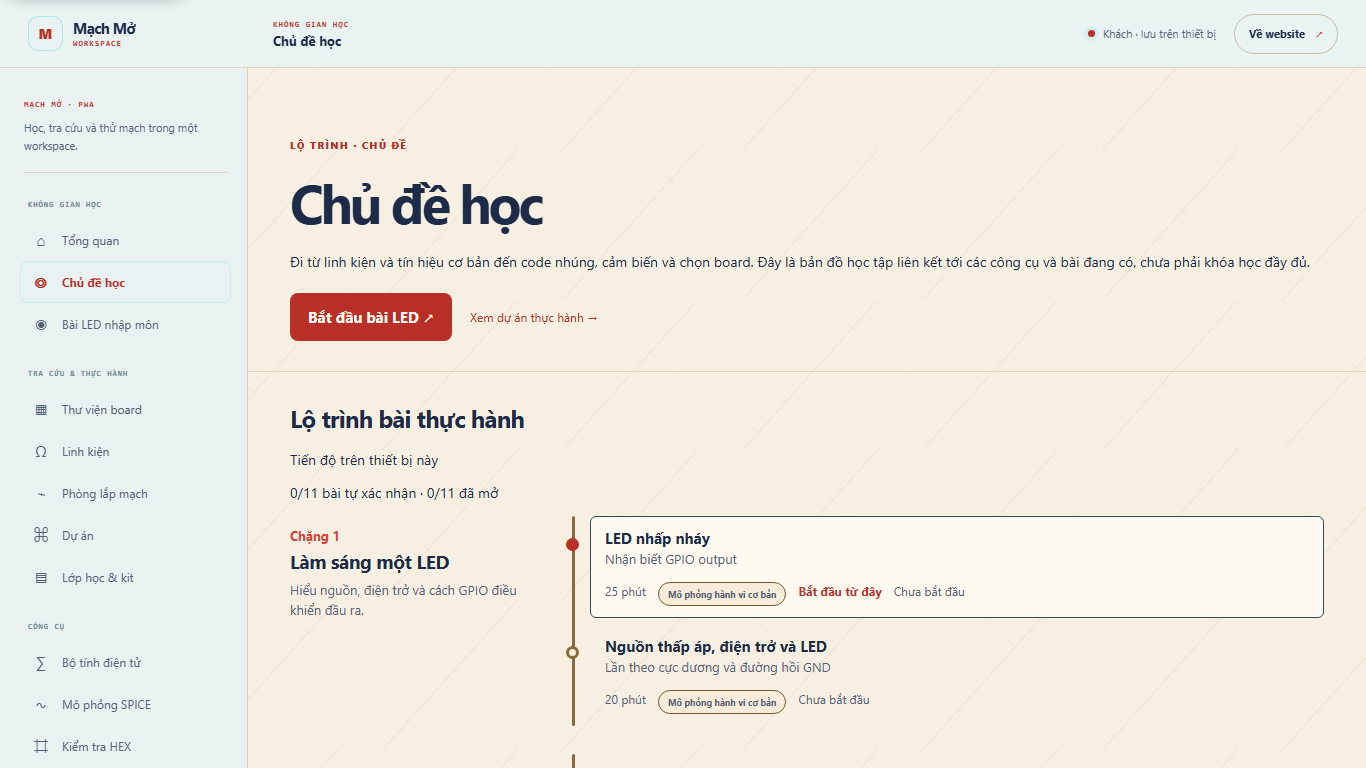 M
Mạch Mở
WORKSPACE
KHÔNG GIAN HỌC
Chủ đề học
Khách · lưu trên thiết bị
Về website ↗
MẠCH MỞ · PWA
Học, tra cứu và thử mạch trong một
workspace.
KHÔNG GIAN HỌC
Tổng quan
Chủ đề học
Bài LED nhập môn
TRA CỨU & THỰC HÀNH
Thư viện board
Linh kiện
Phòng lắp mạch
Dự án
Lớp học & kit
CÔNG CỤ
Bộ tính điện tử
Mô phỏng SPICE
Kiểm tra HEX
LỘ TRÌNH · CHỦ ĐỀ
Chủ đề học
Đi từ linh kiện và tín hiệu cơ bản đến code nhúng, cảm biến và chọn board. Đây là bản đồ học tập liên kết tới các công cụ và bài đang có, chưa phải khóa học đầy đủ.
Bắt đầu bài LED ↗
Xem dự án thực hành →
Lộ trình bài thực hành
Tiến độ trên thiết bị này
0/11 bài tự xác nhận · 0/11 đã mở
Chặng 1
Làm sáng một LED
Hiểu nguồn, điện trở và cách GPIO điều
khiển đầu ra.
LED nhấp nháy
Nhận biết GPIO output
25 phút Mô phỏng hành vi cơ bản Bắt đầu từ đây Chưa bắt đầu
Nguồn thấp áp, điện trở và LED
Lần theo cực dương và đường hồi GND
20 phút Mô phỏng hành vi cơ bản Chưa bắt đầu